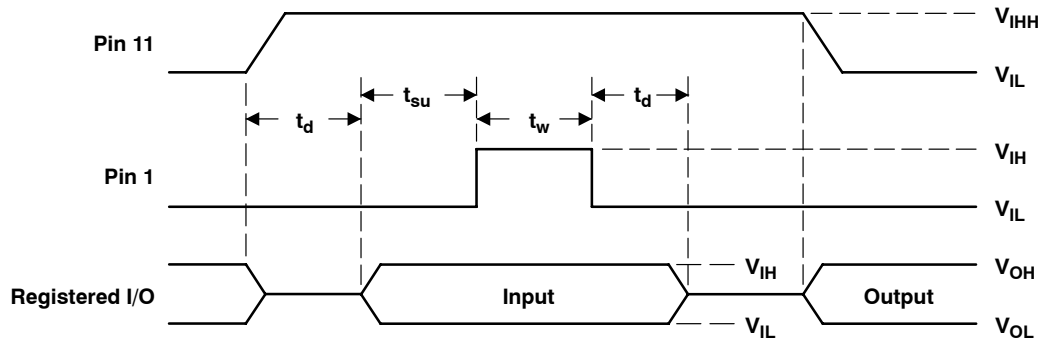 V_IHH
Pin 11
V_IL
t_su
t_d
t_d
t_w
V_IH
Pin 1
V_IL
V_IH
V_OH
Registered I/O
Input
Output
V_IL
V_OL